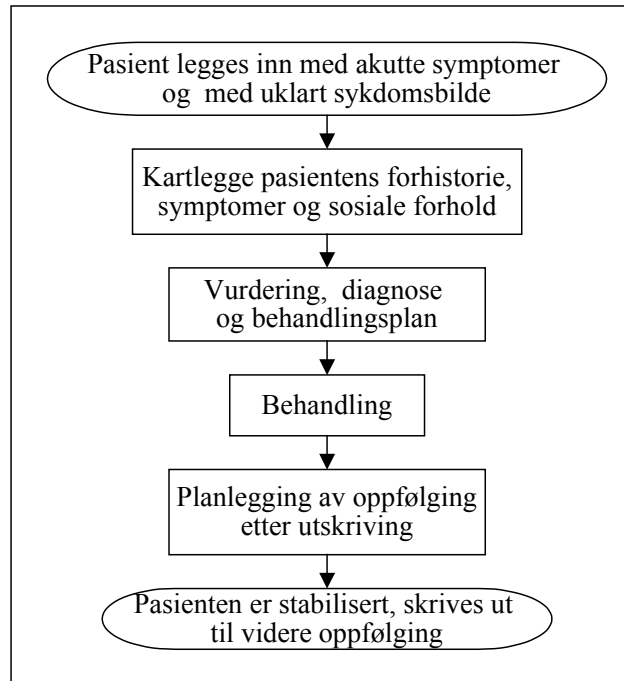 Pasient legges inn med akutte symptomer
og med uklart sykdomsbilde
Kartlegge pasientens forhistorie,
symptomer og sosiale forhold
Vurdering, diagnose
og behandlingsplan
Behandling
Planlegging av oppfølging
etter utskriving
Pasienten er stabilisert, skrives ut
til videre oppfølging